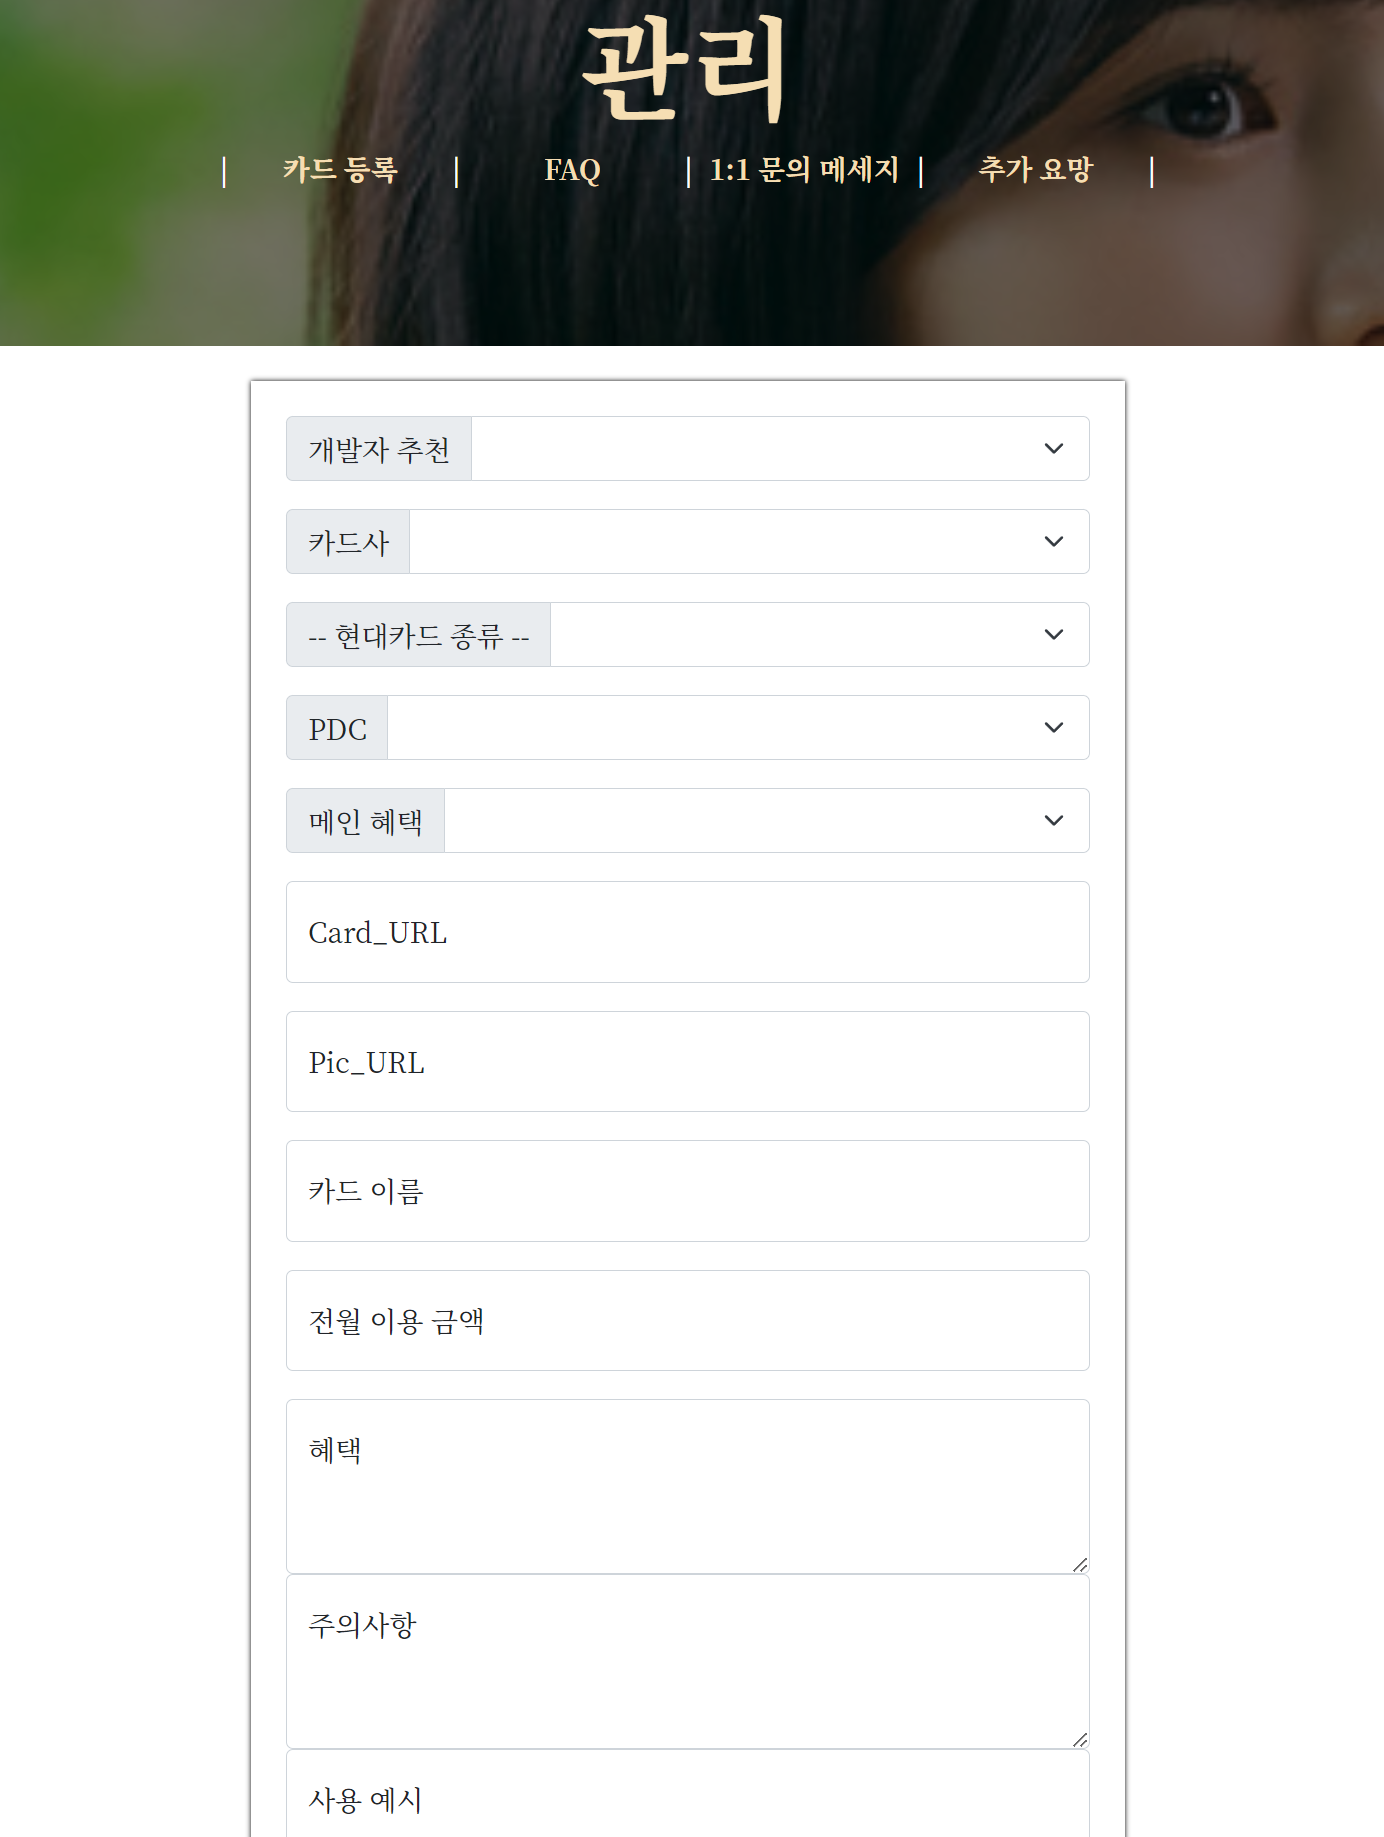 관리
| 카드 등록 | FAQ | 1:1 문의 메세지 | 추가 요망 |
개발자 추천
카드사
-- 현대카드 종류 --
PDC
메인 혜택
Card_URL
Pic_URL
카드 이름
전월 이용 금액
혜택
주의사항
사용 예시